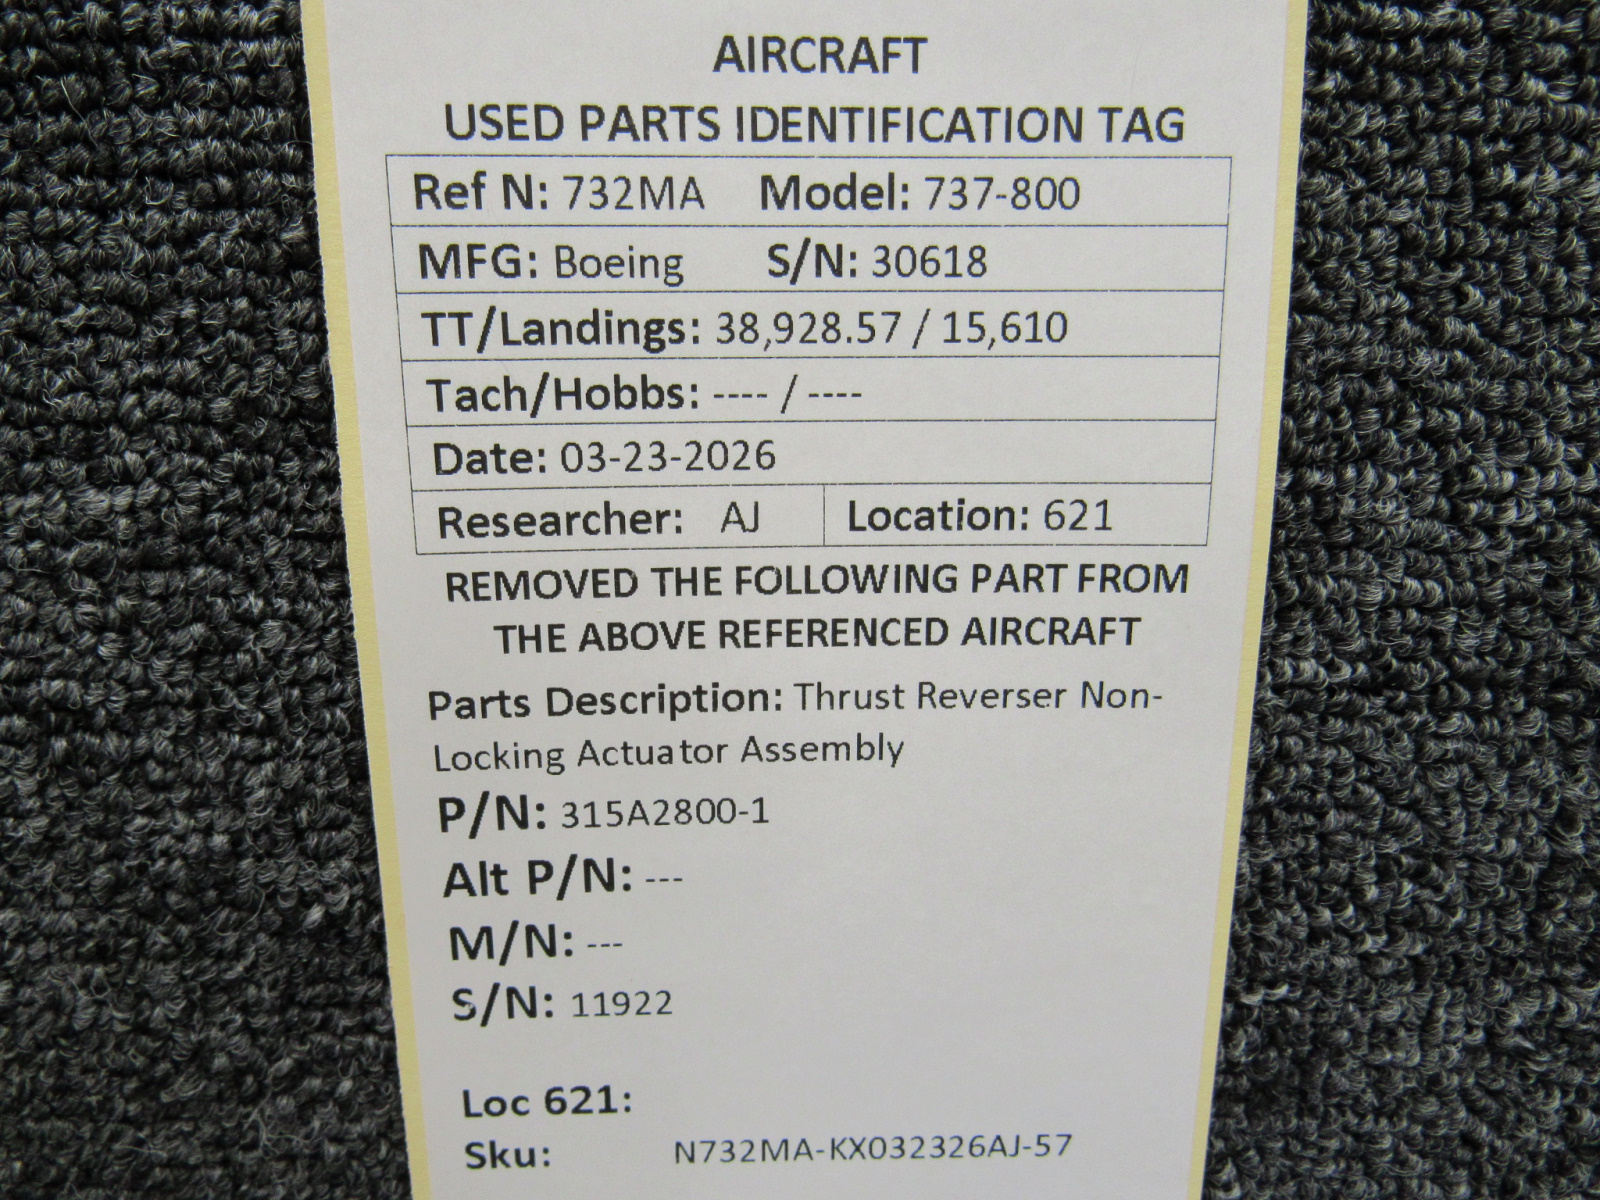 AIRCRAFT
USED PARTS IDENTIFICATION TAG
Ref N: 732MA Model: 737-800
MFG: Boeing S/N: 30618
TT/Landings: 38,928.57 / 15,610
Tach/Hobbs: ---- / ----
Date: 03-23-2026
Researcher: AJ Location: 621
REMOVED THE FOLLOWING PART FROM
THE ABOVE REFERENCED AIRCRAFT
Parts Description: Thrust Reverser Non-
Locking Actuator Assembly
P/N: 315A2800-1
Alt P/N: ---
M/N: ---
S/N: 11922
Loc 621:
Sku: N732MA-KX032326AJ-57